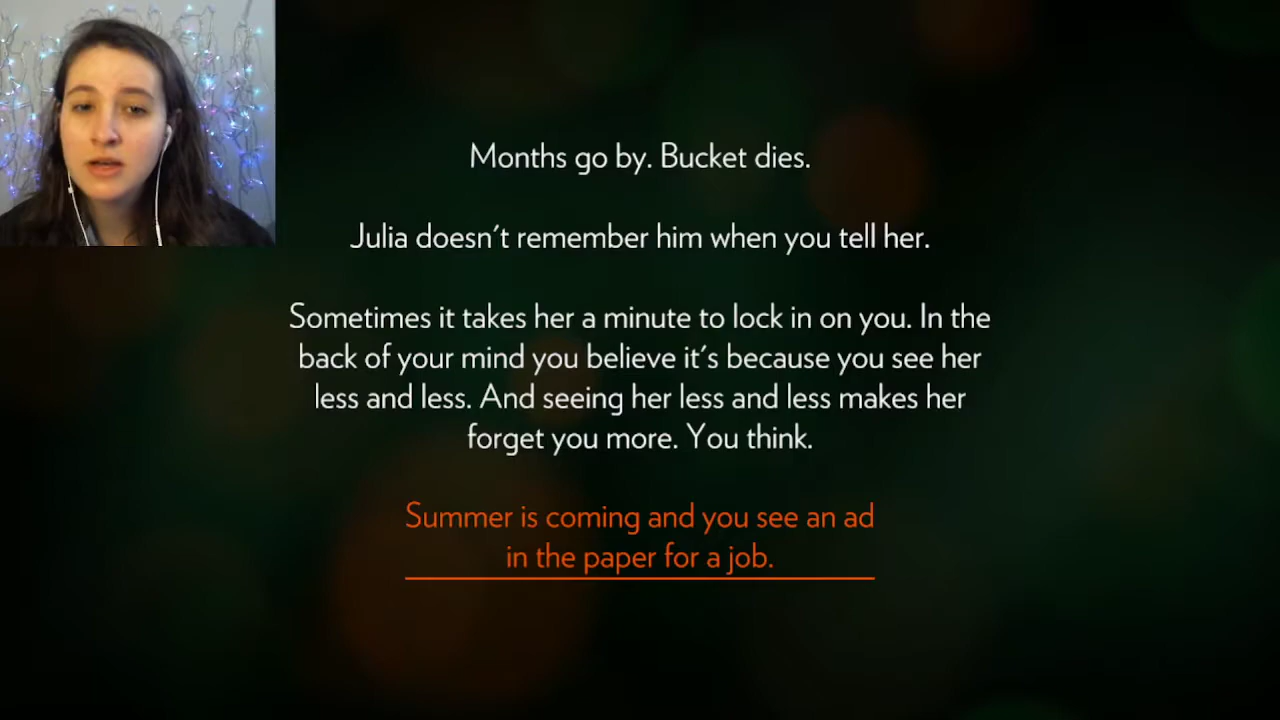 Months go by. Bucket dies.
Julia doesn't remember him when you tell her.
Sometimes it takes her a minute to lock in on you. In the
back of your mind you believe it's because you see her
less and less. And seeing her less and less makes her
forget you more. You think.
Summer is coming and you see an ad
in the paper for a job.